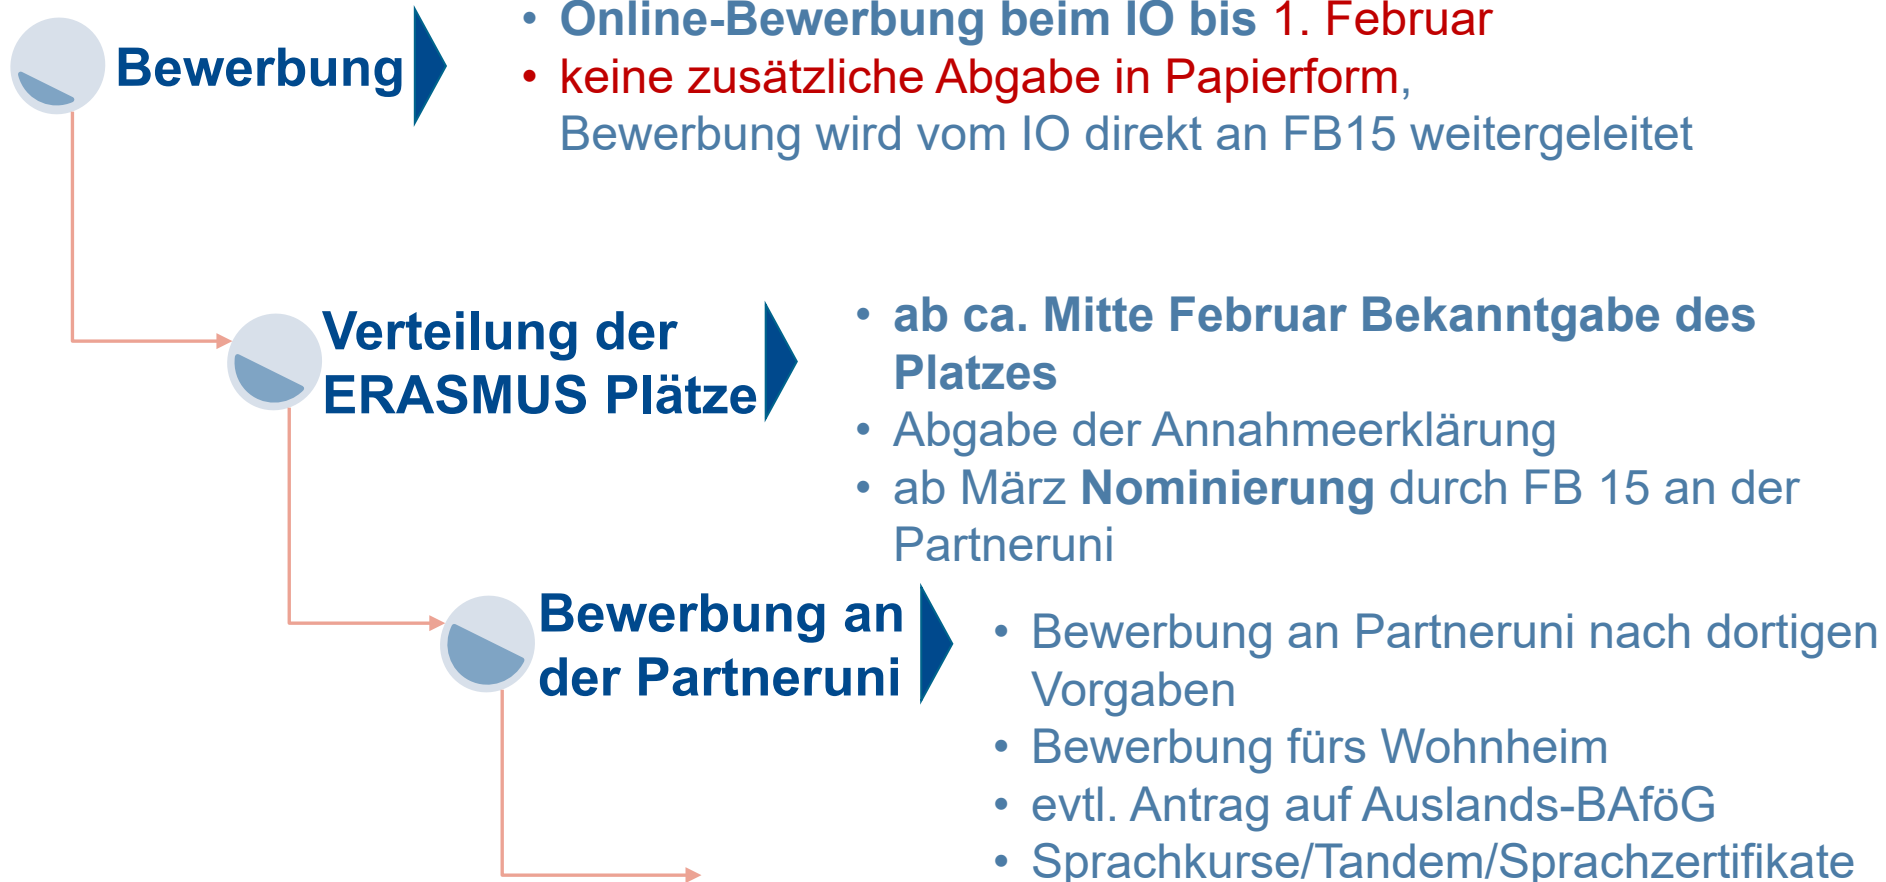 Bewerbung
• Online-Bewerbung beim IO bis 1. Februar
• keine zusätzliche Abgabe in Papierform,
Bewerbung wird vom IO direkt an FB15 weitergeleitet
Verteilung der
ERASMUS Plätze
• ab ca. Mitte Februar Bekanntgabe des
Platzes
• Abgabe der Annahmeerklärung
• ab März Nominierung durch FB 15 an der
Partneruni
Bewerbung an
der Partneruni
• Bewerbung an Partneruni nach dortigen
Vorgaben
• Bewerbung fürs Wohnheim
• evtl. Antrag auf Auslands-BAföG
• Sprachkurse/Tandem/Sprachzertifikate